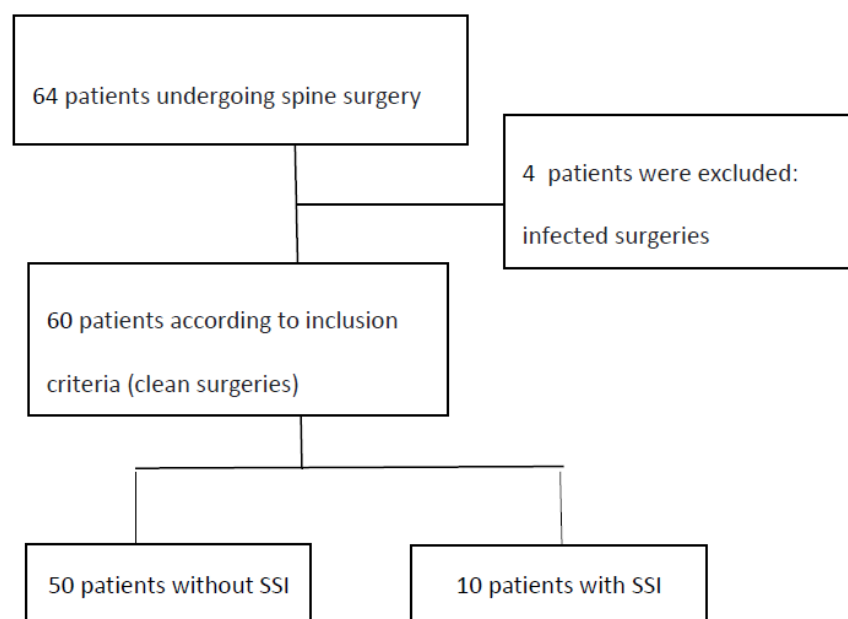 64 patients undergoing spine surgery
4 patients were excluded:
infected surgeries
60 patients according to inclusion
criteria (clean surgeries)
50 patients without SSI
10 patients with SSI